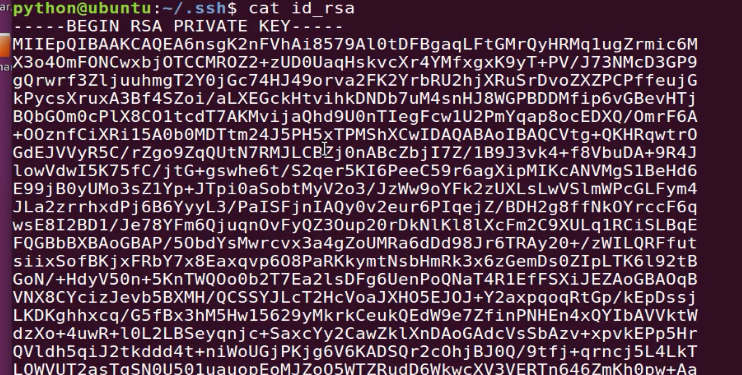 python@ubuntu:~/.ssh$ cat id_rsa
-----BEGIN RSA PRIVATE KEY-----
MIIEpQIBAAKCAQEA6nsgK2nFVhAi8579Al0tDFBgaqLFtGMrQyHRMq1ugZrmic6M
X3o4OmFONCwxbjOTCCMROZ2+zUD0UaqHskvcXr4YMfxgxK9yT+PV/J73NMcD3GP9
gQrwrf3ZljuuhmgT2Y0jGc74HJ49orva2FK2YrbRU2hjXRuSrDvoZXZPCPffeujG
kPycsXruxA3Bf4SZoi/aLXEGckHtvihkDNDb7uM4snHJ8WGPBDDMfip6vGBevHTj
BQbGOm0cPlX8CO1tcdT7AKMvijaQhd9U0nTIegFcw1U2PmYqap8ocEDXQ/OmrF6A
+OOznfCiXRi15A0b0MDTtm24J5PH5xTPMShXCwIDAQABAoIBAQCVtg+QKHRqwtrO
GdEJVVyR5C/rZgo9ZqQUtN7RMJLCBZj0nABcZbjI7Z/1B9J3vk4+f8VbuDA+9R4J
lowVdwI5K75fC/jtG+gswhe6t/S2qer5KI6PeeC59r6agXipMIKcANVMgS1BeHd6
E99jB0yUMo3sZ1Yp+JTpi0aSobtMyV2o3/JzWw9oYFk2zUXLsLwVSlmWPcGLFym4
JLa2zrrhxdPj6B6YyyL3/PaISFjnIAQy0v2eur6PIqejZ/BDH2g8ffNkOYrccF6q
wsE8I2BD1/Je78YFm6QjuqnOvFyQZ3Oup20rDkNlKl8lXcFm2C9XULq1RCiSLBqE
FQGBbBXBAoGBAP/5ObdYsMwrcvx3a4gZoUMRa6dDd98Jr6TRAy20+/zWILQRFfut
siixSofBKjxFRbY7x8Eaxqvp6O8PaRKkymtNsbHmRk3x6zGemDs0ZIpLTK6l92tB
GoN/+HdyV50n+5KnTWQOo0b2T7Ea2lsDFg6UenPoQNaT4R1EfFSXiJEZAoGBAOqB
VNX8CYcizJevb5BXMH/QCSSYJLcT2HcVoaJXHO5EJOJ+Y2axpqoqRtGp/kEpDssj
LKDKghhxcq/G5fBx3hM5Hw15629yMkrkCeukQEdW9e7ZfinPNHEn4xQYIbAVVktW
dzXo+4uwR+l0L2LBSeyqnjc+SaxcYy2CawZklXnDAoGAdcVsSbAzv+xpvkEPp5Hr
QVldh5qiJ2tkddd4t+niWoUGjPKjg6V6KADSQr2cOhjBJ0Q/9tfj+qrncj5L4LkT